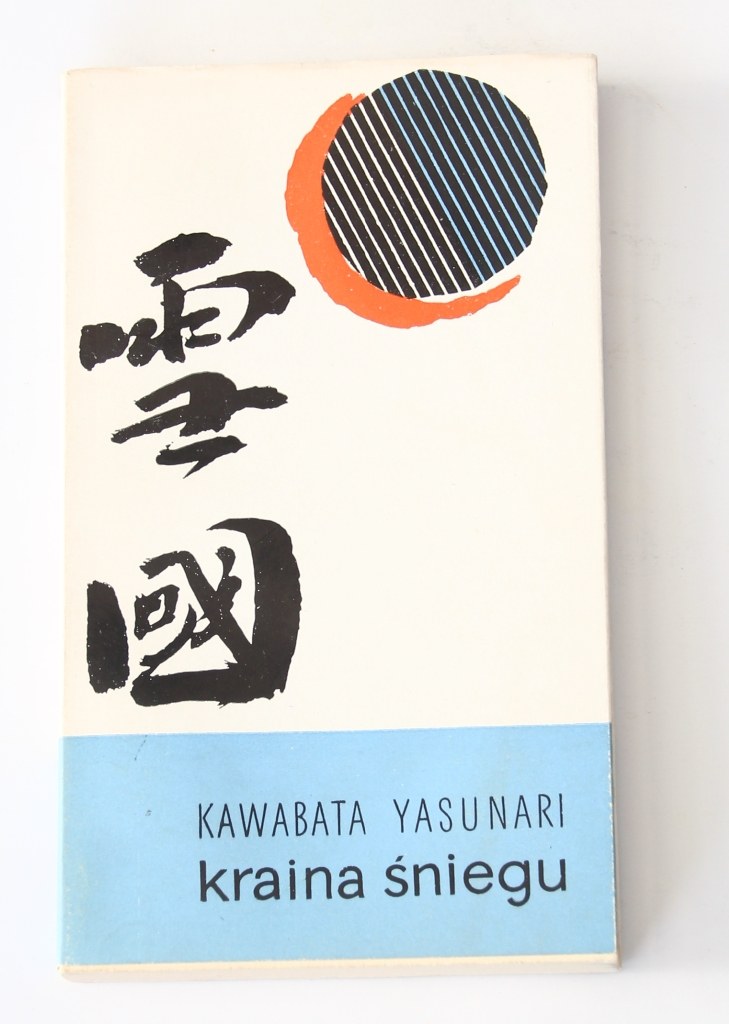 雪
國
KAWABATA YASUNARI
kraina śniegu